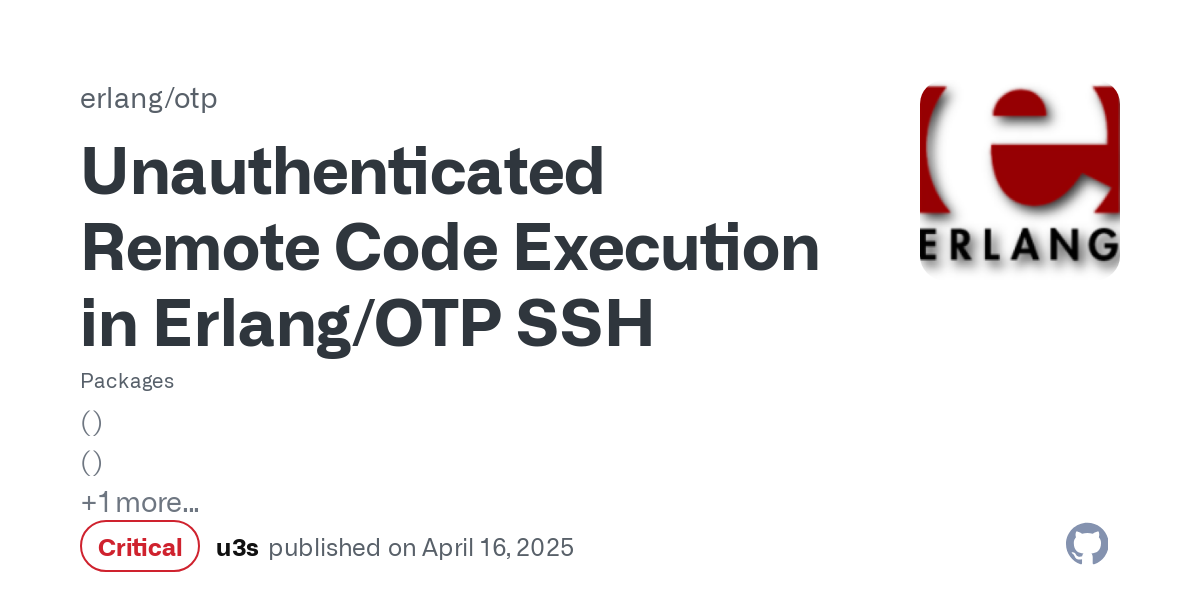 erlang/otp
Unauthenticated
Remote Code Execution
in Erlang/OTP SSH
Packages
()
()
+1 more...
Critical u3s published on April 16, 2025
e
ERLANG